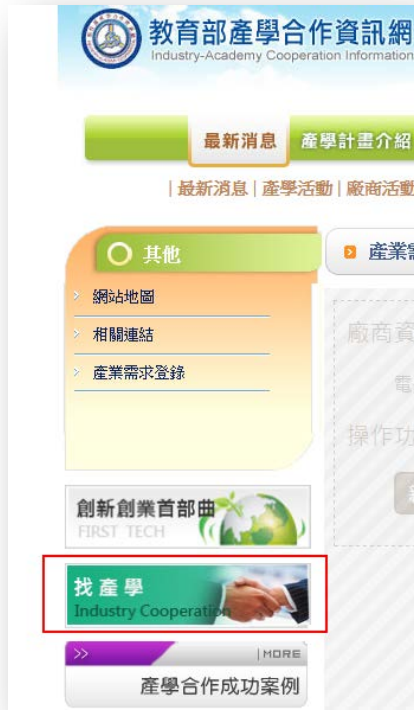 教育部產學合作資訊網
Industry-Academy Cooperation Information
最新消息 產學計畫介紹
|最新消息|產學活動|廠商活動
其他
產業需
網站地圖
相關連結
產業需求登錄
廠商資
電
操作功
創新創業首部曲
FIRST TECH
找產學
Industry Cooperation
>> |MORE
產學合作成功案例